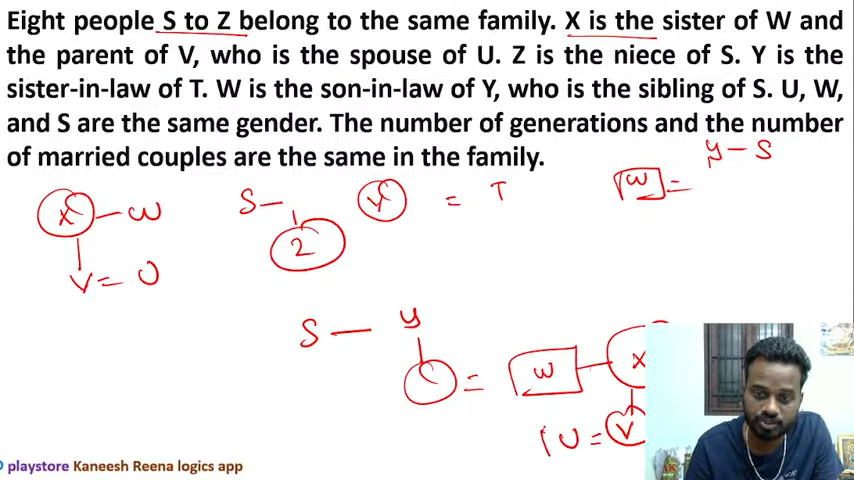 Eight people S to Z belong to the same family. X is the sister of W and
the parent of V, who is the spouse of U. Z is the niece of S. Y is the
sister-in-law of T. W is the son-in-law of Y, who is the sibling of S. U, W,
and S are the same gender. The number of generations and the number
of married couples are the same in the family.
y - S
W =
X - W
S -
Y = T
Z
V = U
S - y
= W - X
U = V
playstore Kaneesh Reena logics app